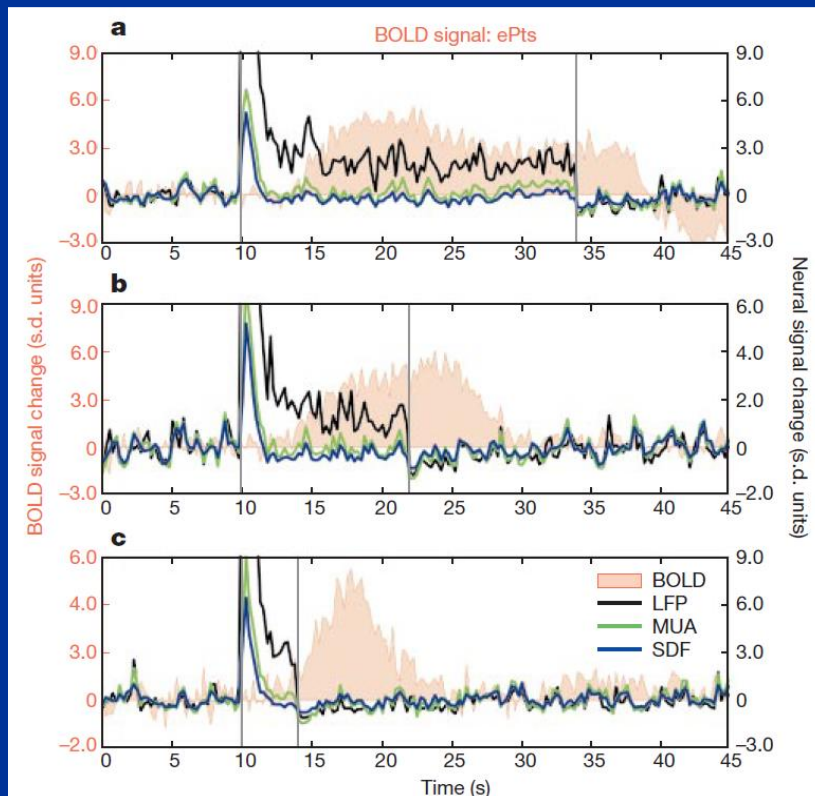 a
BOLD signal: ePts
9.0 6.0 3.0 0 –3.0
9.0 6.0 3.0 0 –3.0
0 5 10 15 20 25 30 35 40 45
b
9.0 6.0 3.0 0 –3.0
6.0 4.0 2.0 0 –2.0
0 5 10 15 20 25 30 35 40 45
c
6.0 4.0 3.0 0 –2.0
9.0 6.0 3.0 0 –3.0
BOLD
LFP
MUA
SDF
0 5 10 15 20 25 30 35 40 45
Time (s)
BOLD signal change (s.d. units)
Neural signal change (s.d. units)